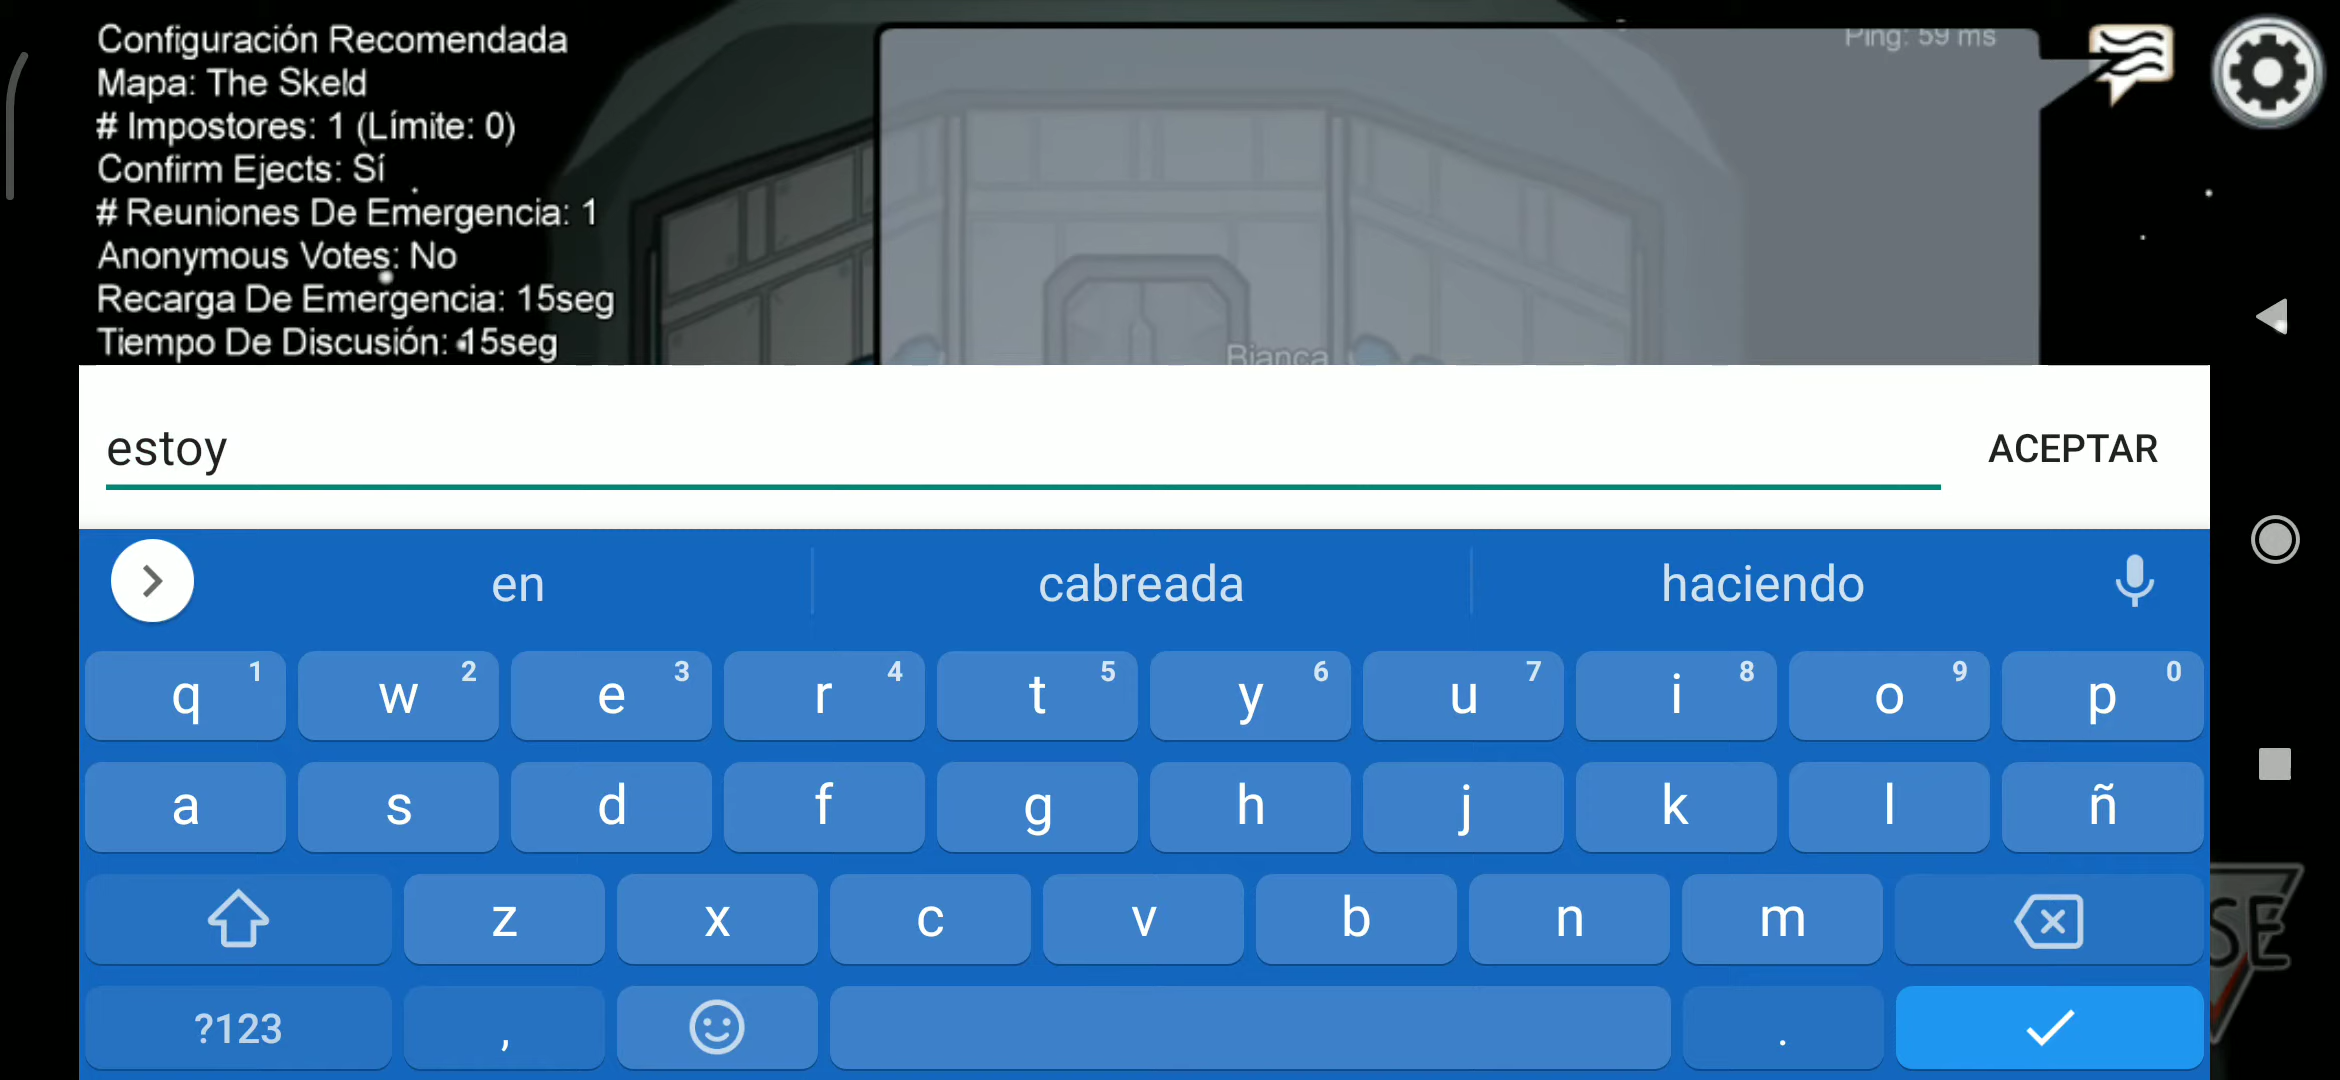 Configuración Recomendada
Mapa: The Skeld
# Impostores: 1 (Límite: 0)
Confirm Ejects: Sí
# Reuniones De Emergencia: 1
Anonymous Votes: No
Recarga De Emergencia: 15seg
Tiempo De Discusión: 15seg
Ping: 59 ms
Bianca
estoy
ACEPTAR
en cabreada haciendo
q 1 w 2 e 3 r 4 t 5 y 6 u 7 i 8 o 9 p 0
a s d f g h j k l ñ
z x c v b n m
SE
?123 , .